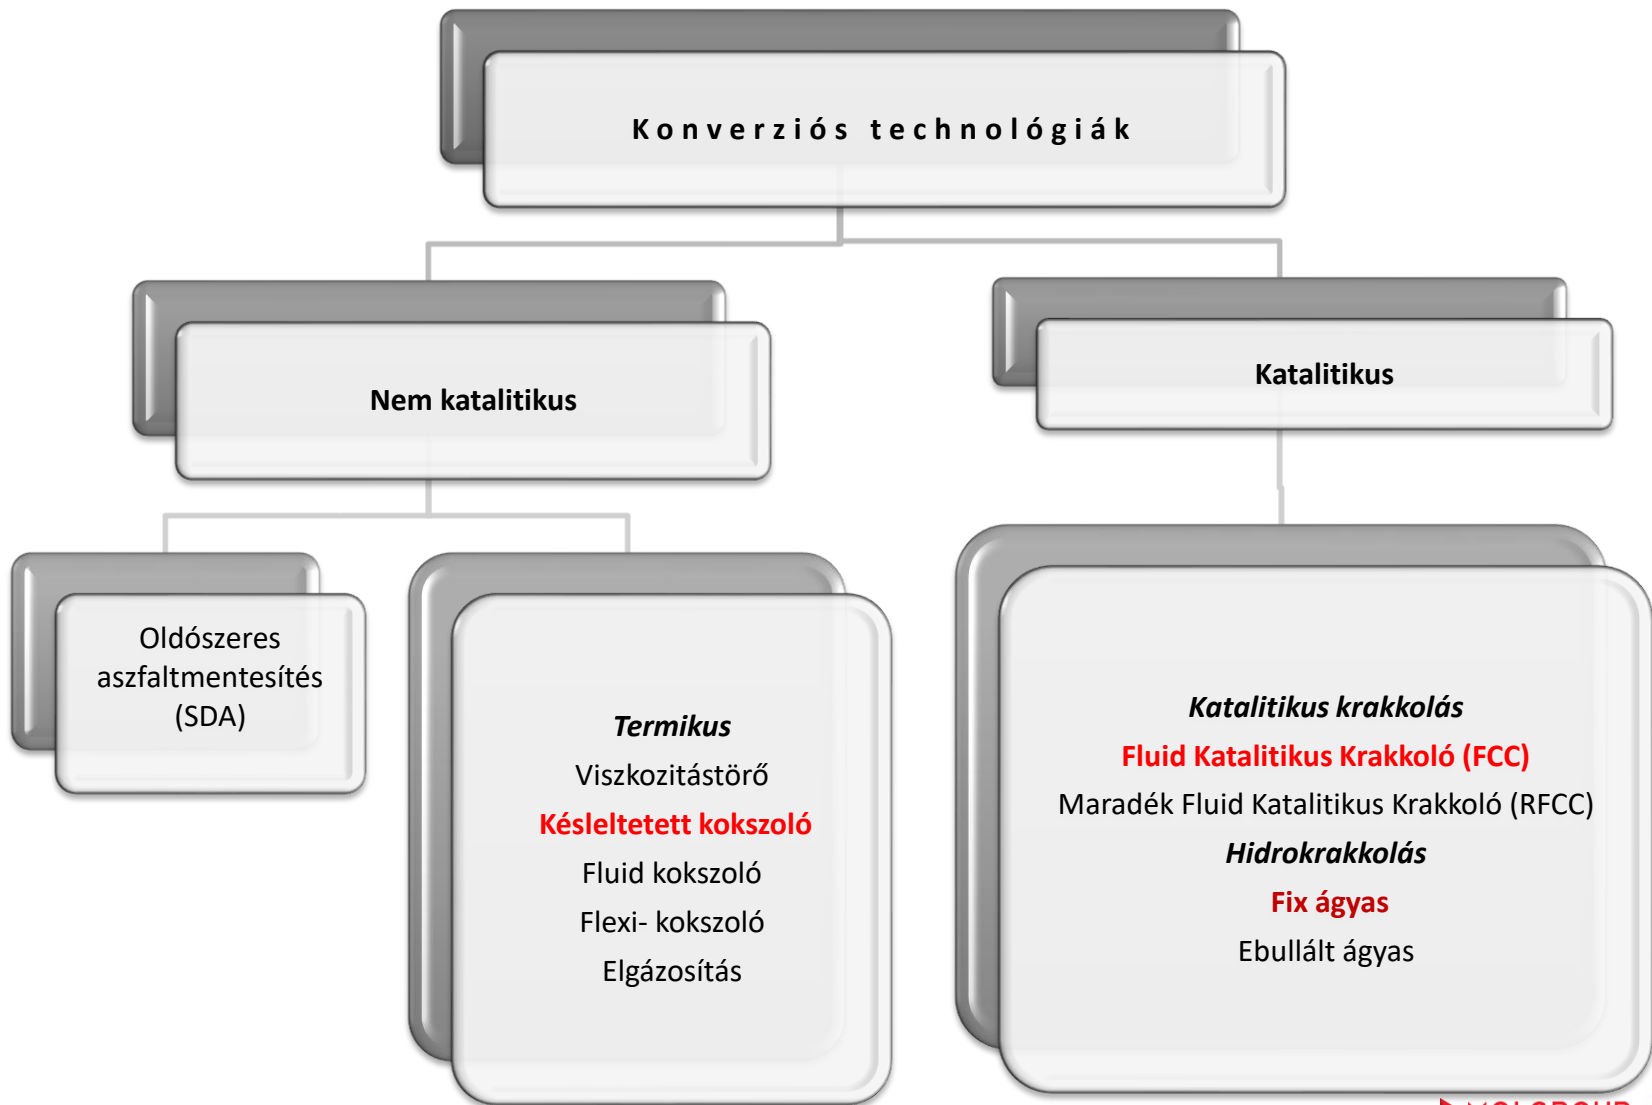 Konverziós technológiák
Nem katalitikus
Katalitikus
Oldószeres
aszfaltmentesítés
(SDA)
Termikus
Viszkozitástörő
Késleltetett kokszoló
Fluid kokszoló
Flexi- kokszoló
Elgázosítás
Katalitikus krakkolás
Fluid Katalitikus Krakkoló (FCC)
Maradék Fluid Katalitikus Krakkoló (RFCC)
Hidrokrakkolás
Fix ágyas
Ebullált ágyas